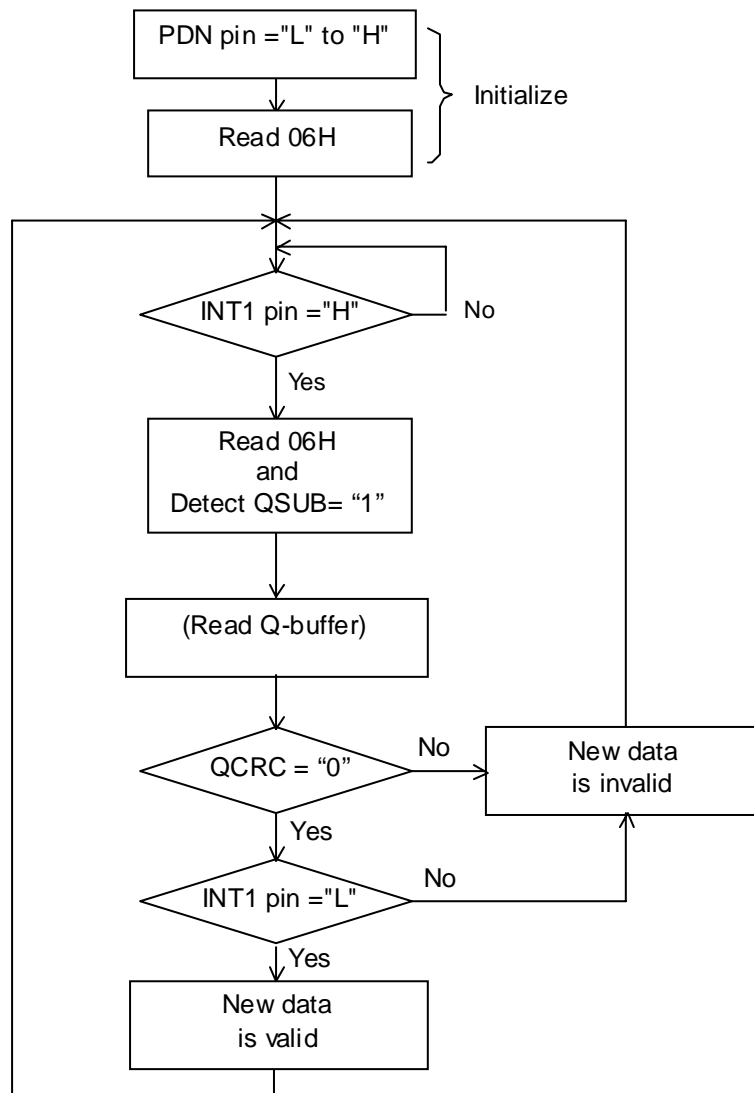 PDN pin ="L" to "H"
Initialize
Read 06H
INT1 pin ="H"
No
Yes
Read 06H
and
Detect QSUB= “1”
(Read Q-buffer)
QCRC = “0”
No
New data
is invalid
Yes
INT1 pin ="L"
No
Yes
New data
is valid